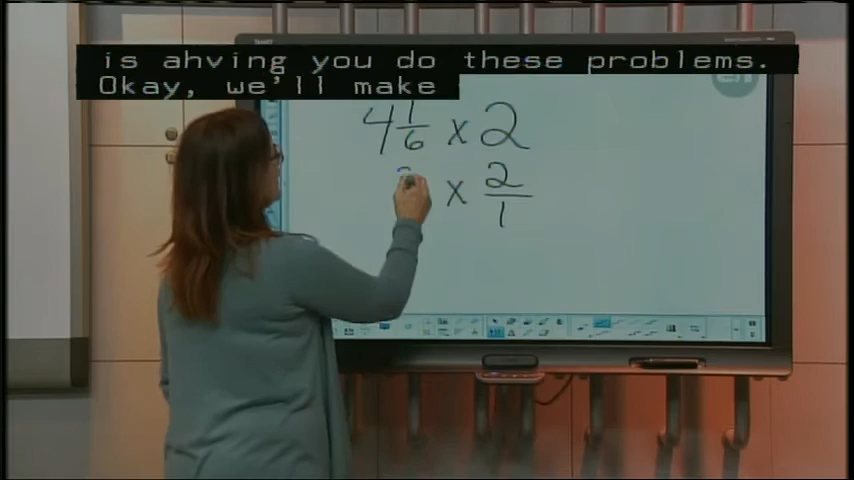 is ahving you do these problems.
Okay, we'll make
4 1/6 x 2
x 2/1